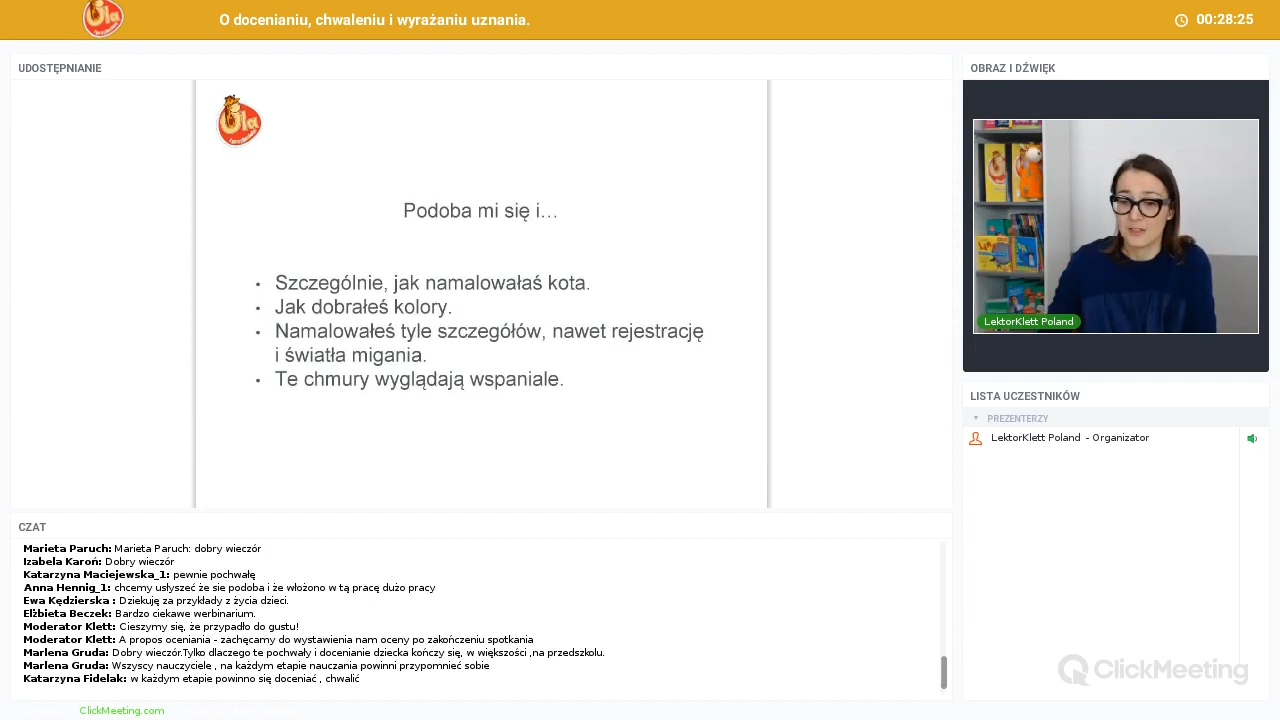 Ula
O docenianiu, chwaleniu i wyrażaniu uznania.
00:28:25
UDOSTĘPNIANIE
OBRAZ I DŹWIĘK
Ula
Podoba mi się i...
• Szczególnie, jak namalowałaś kota.
• Jak dobrałeś kolory.
• Namalowałeś tyle szczegółów, nawet rejestrację
i światła migania.
• Te chmury wyglądają wspaniale.
LektorKlett Poland
LISTA UCZESTNIKÓW
PREZENTERZY
LektorKlett Poland - Organizator
CZAT
Marieta Paruch: Marieta Paruch: dobry wieczór
Izabela Karoń: Dobry wieczór
Katarzyna Maciejewska_1: pewnie pochwałę
Anna Hennig_1: chcemy usłyszeć że sie podoba i że włożono w tą pracę dużo pracy
Ewa Kędzierska : Dziekuję za przykłady z życia dzieci.
Elżbieta Beczek: Bardzo ciekawe werbinarium.
Moderator Klett: Cieszymy się, że przypadło do gustu!
Moderator Klett: A propos oceniania - zachęcamy do wystawienia nam oceny po zakończeniu spotkania
Marlena Gruda: Dobry wieczór.Tylko dlaczego te pochwały i docenianie dziecka kończy się, w większości ,na przedszkolu.
Marlena Gruda: Wszyscy nauczyciele , na każdym etapie nauczania powinni przypomnieć sobie
Katarzyna Fidelak: w każdym etapie powinno się doceniać , chwalić
ClickMeeting
ClickMeeting.com